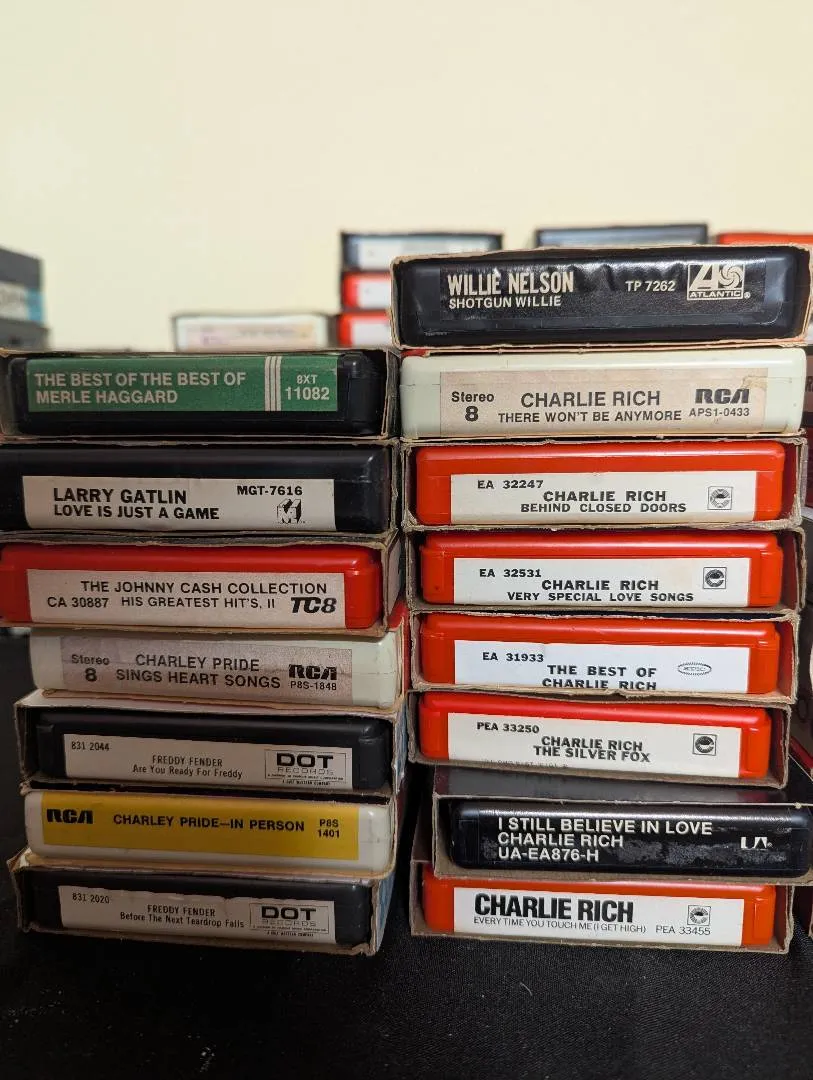 THE BEST OF THE BEST OF
MERLE HAGGARD
8XT
11082
LARRY GATLIN
LOVE IS JUST A GAME
MGT-7616
THE JOHNNY CASH COLLECTION
CA 30887 HIS GREATEST HIT'S, II TC8
Stereo
8
CHARLEY PRIDE
SINGS HEART SONGS
RCA
P8S-1848
831 2044
FREDDY FENDER
Are You Ready For Freddy
DOT
RECORDS
RCA
CHARLEY PRIDE—IN PERSON
P8S
1401
831 2020
FREDDY FENDER
Before The Next Teardrop Falls
DOT
RECORDS
WILLIE NELSON
SHOTGUN WILLIE
TP 7262
ATLANTIC
Stereo
8
CHARLIE RICH
THERE WON'T BE ANYMORE
RCA
APS1-0433
EA 32247
CHARLIE RICH
BEHIND CLOSED DOORS
EA 32531
CHARLIE RICH
VERY SPECIAL LOVE SONGS
EA 31933
THE BEST OF
CHARLIE RICH
PEA 33250
CHARLIE RICH
THE SILVER FOX
I STILL BELIEVE IN LOVE
CHARLIE RICH
UA-EA876-H
UA
CHARLIE RICH
EVERY TIME YOU TOUCH ME (I GET HIGH) PEA 33455